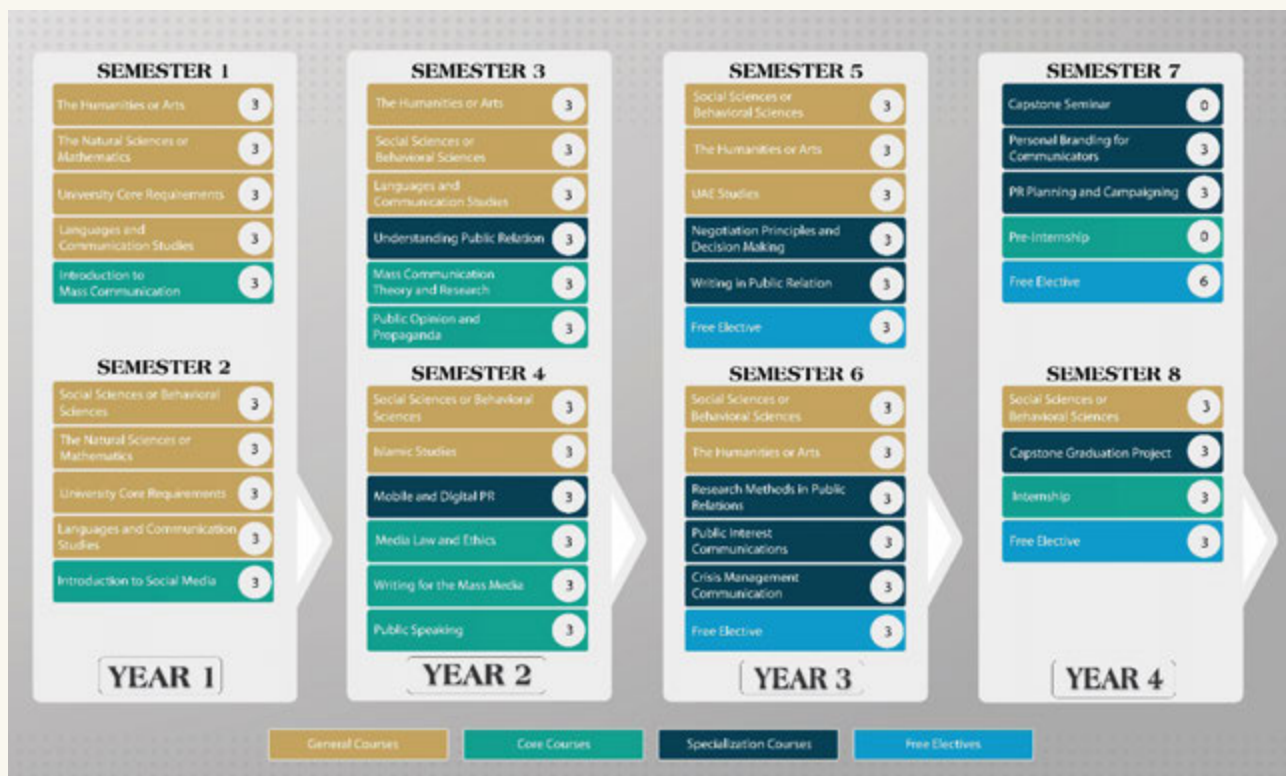 SEMESTER 1
The Humanities or Arts 3
The Natural Sciences or
Mathematics 3
University Core Requirements 3
Languages and
Communication Studies 3
Introduction to
Mass Communication 3
SEMESTER 2
Social Sciences or Behavioral
Sciences 3
The Natural Sciences or
Mathematics 3
University Core Requirements 3
Languages and Communication
Studies 3
Introduction to Social Media 3
YEAR 1
SEMESTER 3
The Humanities or Arts 3
Social Sciences or
Behavioral Sciences 3
Languages and
Communication Studies 3
Understanding Public Relation 3
Mass Communication
Theory and Research 3
Public Opinion and
Propaganda 3
SEMESTER 4
Social Sciences or Behavioral
Sciences 3
Islamic Studies 3
Mobile and Digital PR 3
Media Law and Ethics 3
Writing for the Mass Media 3
Public Speaking 3
YEAR 2
SEMESTER 5
Social Sciences or
Behavioral Sciences 3
The Humanities or Arts 3
UAE Studies 3
Negotiation Principles and
Decision Making 3
Writing in Public Relation 3
Free Elective 3
SEMESTER 6
Social Sciences or
Behavioral Sciences 3
The Humanities or Arts 3
Research Methods in Public
Relations 3
Public Interest
Communications 3
Crisis Management
Communication 3
Free Elective 3
YEAR 3
SEMESTER 7
Capstone Seminar 0
Personal Branding for
Communicators 3
PR Planning and Campaigning 3
Pre-Internship 0
Free Elective 6
SEMESTER 8
Social Sciences or
Behavioral Sciences 3
Capstone Graduation Project 3
Internship 3
Free Elective 3
YEAR 4
General Courses
Core Courses
Specialization Courses
Free Electives